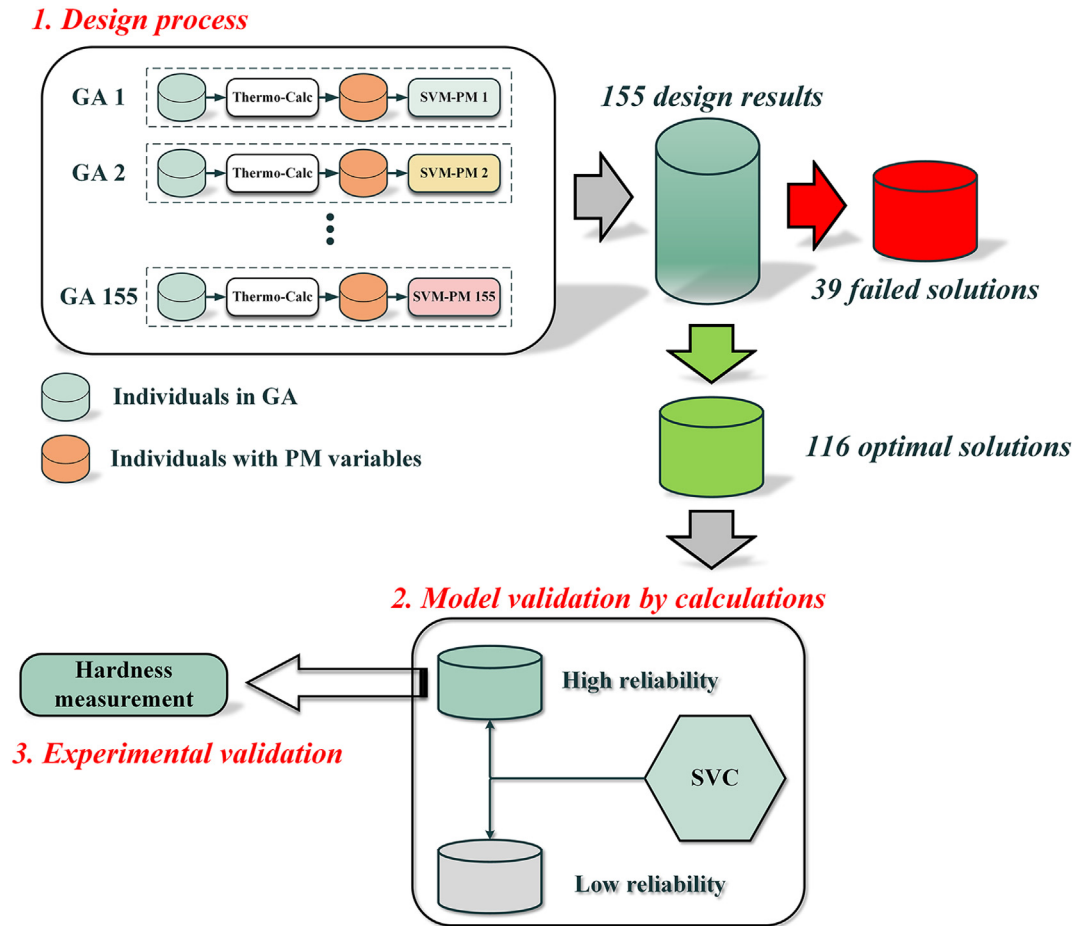 1. Design process
GA 1
Thermo-Calc
SVM-PM 1
GA 2
Thermo-Calc
SVM-PM 2
GA 155
Thermo-Calc
SVM-PM 155
155 design results
39 failed solutions
Individuals in GA
Individuals with PM variables
116 optimal solutions
2. Model validation by calculations
High reliability
SVC
Low reliability
Hardness
measurement
3. Experimental validation